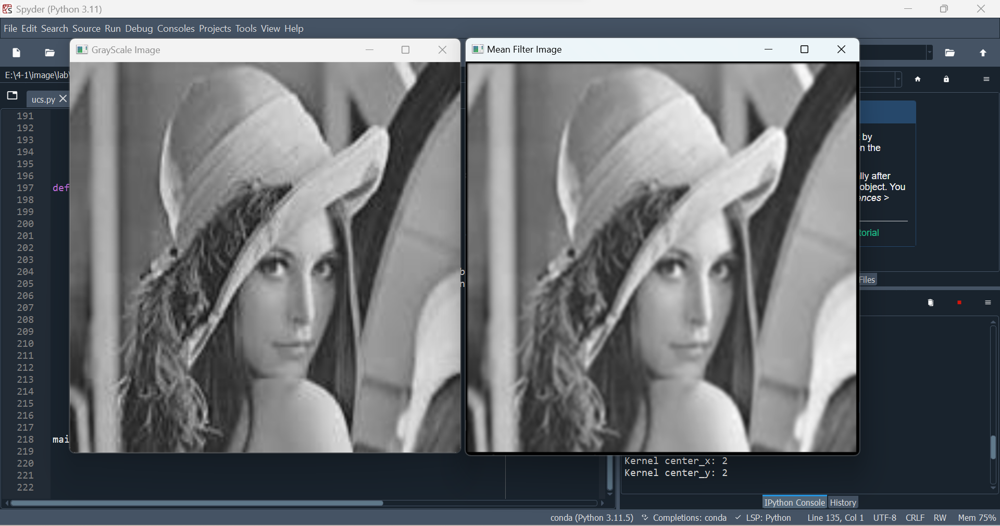 Spyder (Python 3.11)
File Edit Search Source Run Debug Consoles Projects Tools View Help
GrayScale Image
Mean Filter Image
E:\4-1\image\lab\
ucs.py
191
192
193
194
195
196
197 def
198
199
200
201
202
203
204
205
206
207
208
209
210
211
212
213
214
215
216
217
218 mai
219
220
221
222
b
n
by
n the
lly after
object. You
ences >
torial
Files
Kernel center_x: 2
Kernel center_y: 2
IPython Console History
conda (Python 3.11.5) Completions: conda LSP: Python Line 135, Col 1 UTF-8 CRLF RW Mem 75%